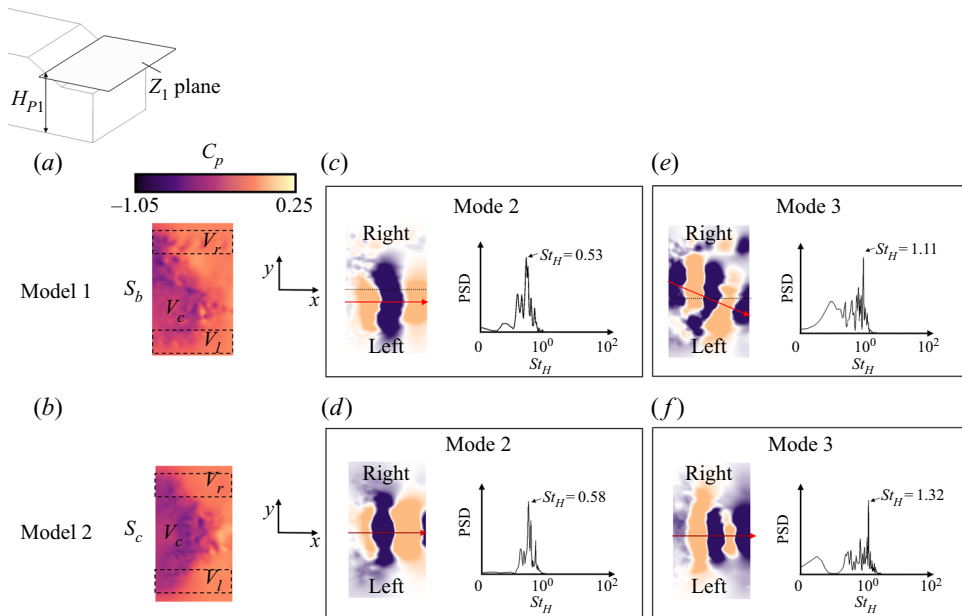 H_P1
Z_1 plane
(a)
C_p
–1.05
0.25
Model 1
S_b
V_r
V_c
V_l
y
x
(c)
Mode 2
Right
Left
PSD
St_H = 0.53
0
10^0
10^2
St_H
(e)
Mode 3
Right
Left
PSD
St_H = 1.11
0
10^0
10^2
St_H
(b)
Model 2
S_c
V_r
V_c
V_l
y
x
(d)
Mode 2
Right
Left
PSD
St_H = 0.58
0
10^0
10^2
St_H
(f)
Mode 3
Right
Left
PSD
St_H = 1.32
0
10^0
10^2
St_H